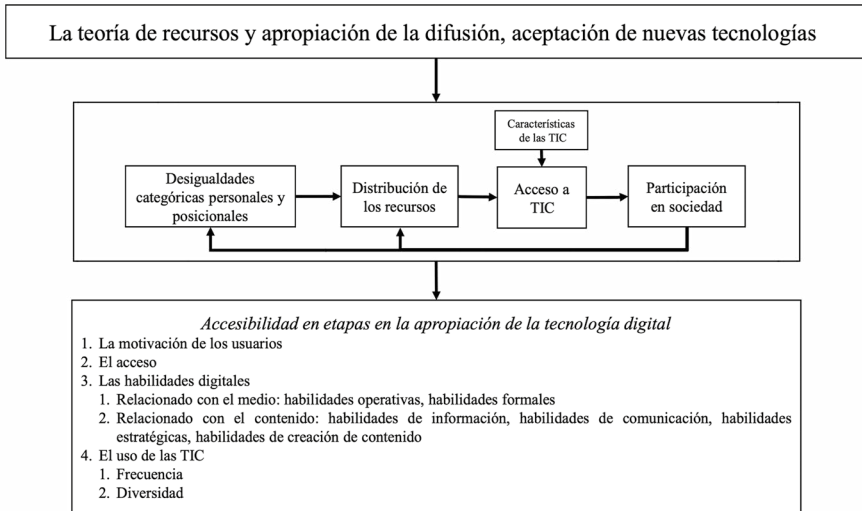 La teoría de recursos y apropiación de la difusión, aceptación de nuevas tecnologías
Características
de las TIC
Desigualdades
categóricas personales y
posicionales
Distribución de
los recursos
Acceso a
TIC
Participación
en sociedad
Accesibilidad en etapas en la apropiación de la tecnología digital
1. La motivación de los usuarios
2. El acceso
3. Las habilidades digitales
1. Relacionado con el medio: habilidades operativas, habilidades formales
2. Relacionado con el contenido: habilidades de información, habilidades de comunicación, habilidades
estratégicas, habilidades de creación de contenido
4. El uso de las TIC
1. Frecuencia
2. Diversidad